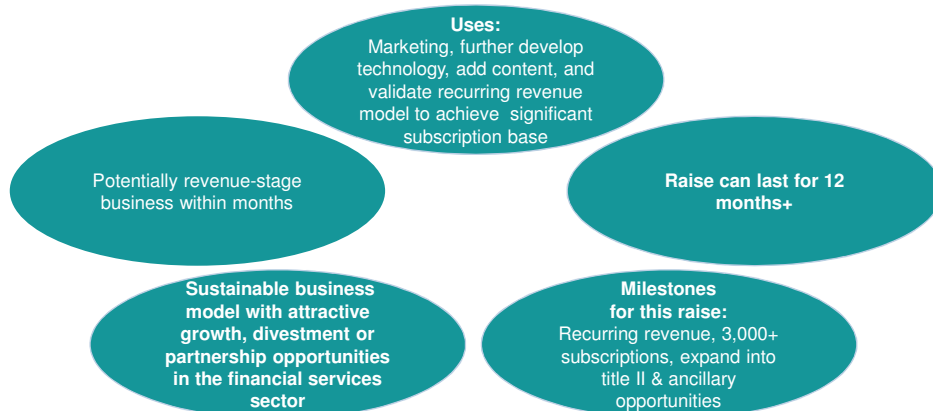 Uses:
Marketing, further develop
technology, add content, and
validate recurring revenue
model to achieve significant
subscription base
Potentially revenue-stage
business within months
Raise can last for 12
months+
Sustainable business
model with attractive
growth, divestment or
partnership opportunities
in the financial services
sector
Milestones
for this raise:
Recurring revenue, 3,000+
subscriptions, expand into
title II & ancillary
opportunities